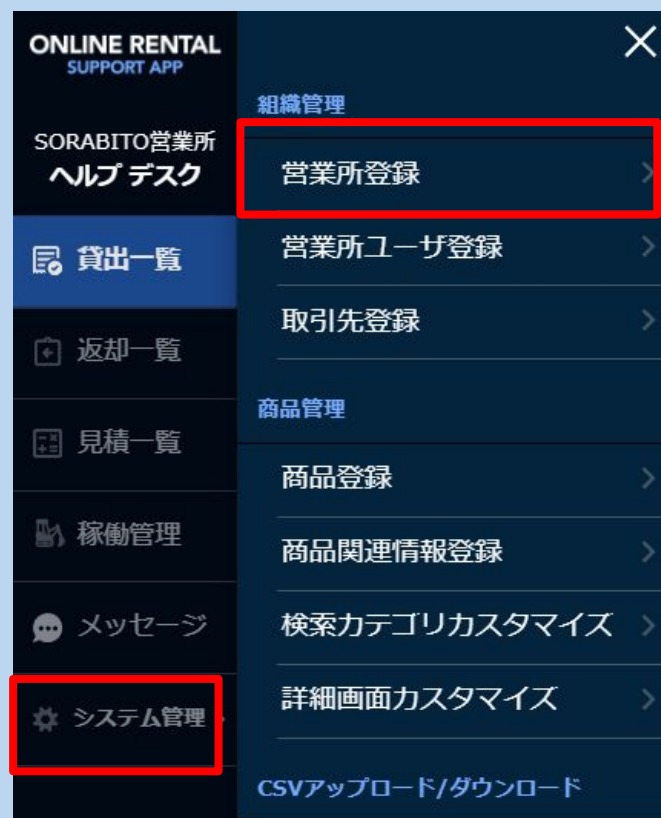 ONLINE RENTAL
SUPPORT APP
SORABITO営業所
ヘルプ デスク
貸出一覧
返却一覧
見積一覧
稼働管理
メッセージ
システム管理
組織管理
営業所登録
営業所ユーザ登録
取引先登録
商品管理
商品登録
商品関連情報登録
検索カテゴリカスタマイズ
詳細画面カスタマイズ
CSVアップロード/ダウンロード